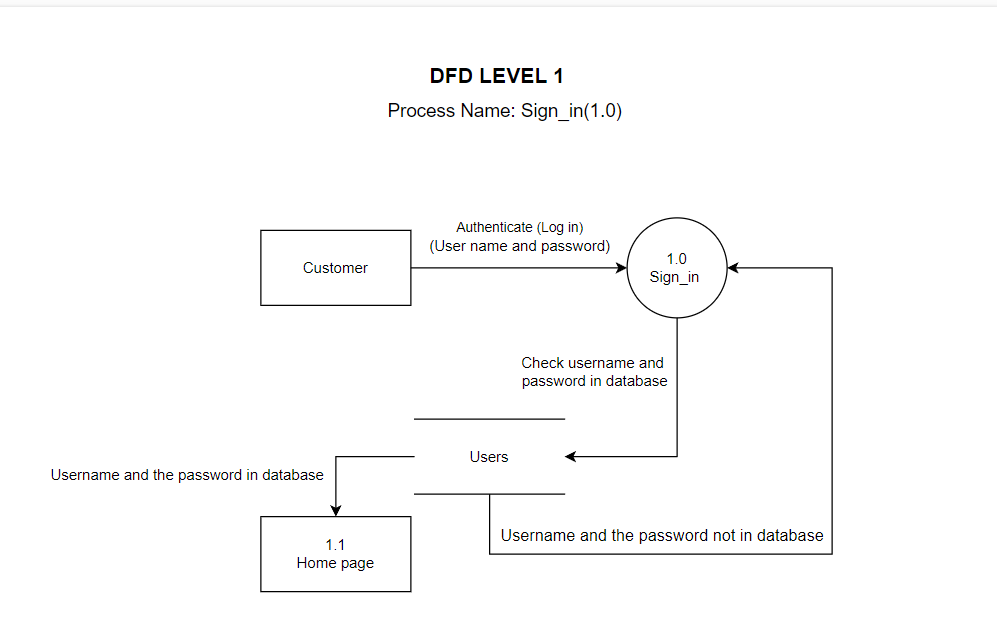 DFD LEVEL 1
Process Name: Sign_in(1.0)
Authenticate (Log in)
(User name and password)
Customer
1.0
Sign_in
Check username and
password in database
Users
Username and the password in database
Username and the password not in database
1.1
Home page